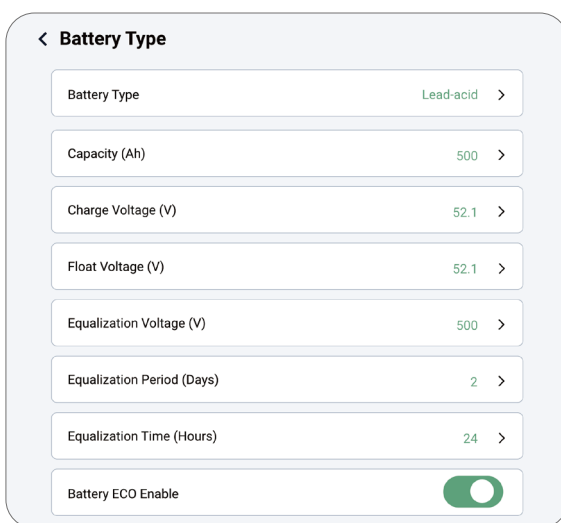 Battery Type
Battery Type Lead-acid
Capacity (Ah) 500
Charge Voltage (V) 52.1
Float Voltage (V) 52.1
Equalization Voltage (V) 500
Equalization Period (Days) 2
Equalization Time (Hours) 24
Battery ECO Enable